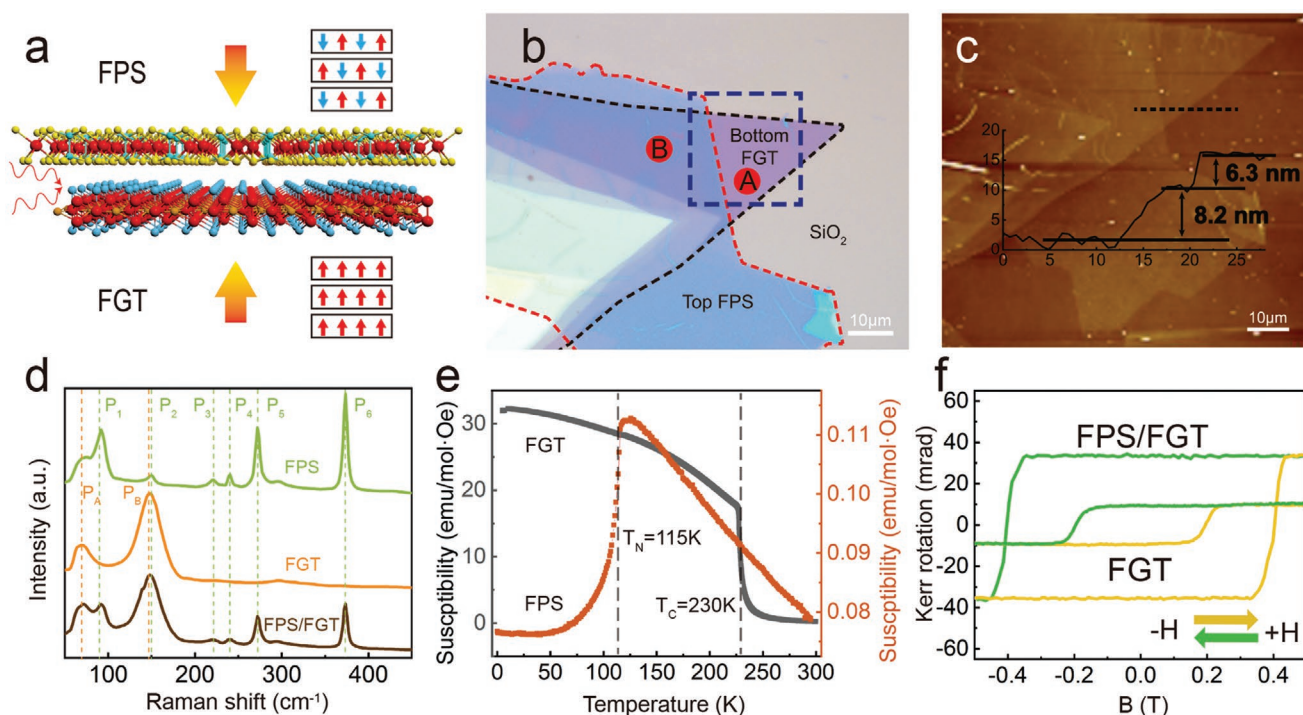 a
FPS
FGT
b
B
Bottom
FGT
A
SiO₂
Top FPS
10μm
c
20
15
10
5
0
6.3 nm
8.2 nm
0 5 10 15 20 25
10μm
d
P₁
P₂
P₃
P₄
P₅
P₆
FPS
P_A
P_B
FGT
FPS/FGT
Intensity (a.u.)
100 200 300 400
Raman shift (cm⁻¹)
e
30
20
10
0
Suscptibility (emu/mol·Oe)
FGT
T_N=115K
FPS
T_C=230K
0.11
0.10
0.09
0.08
Suscptibility (emu/mol·Oe)
0 50 100 150 200 250 300
Temperature (K)
f
60
40
20
0
-20
-40
-60
Kerr rotation (mrad)
FPS/FGT
FGT
-H
+H
-0.4 -0.2 0.0 0.2 0.4
B (T)